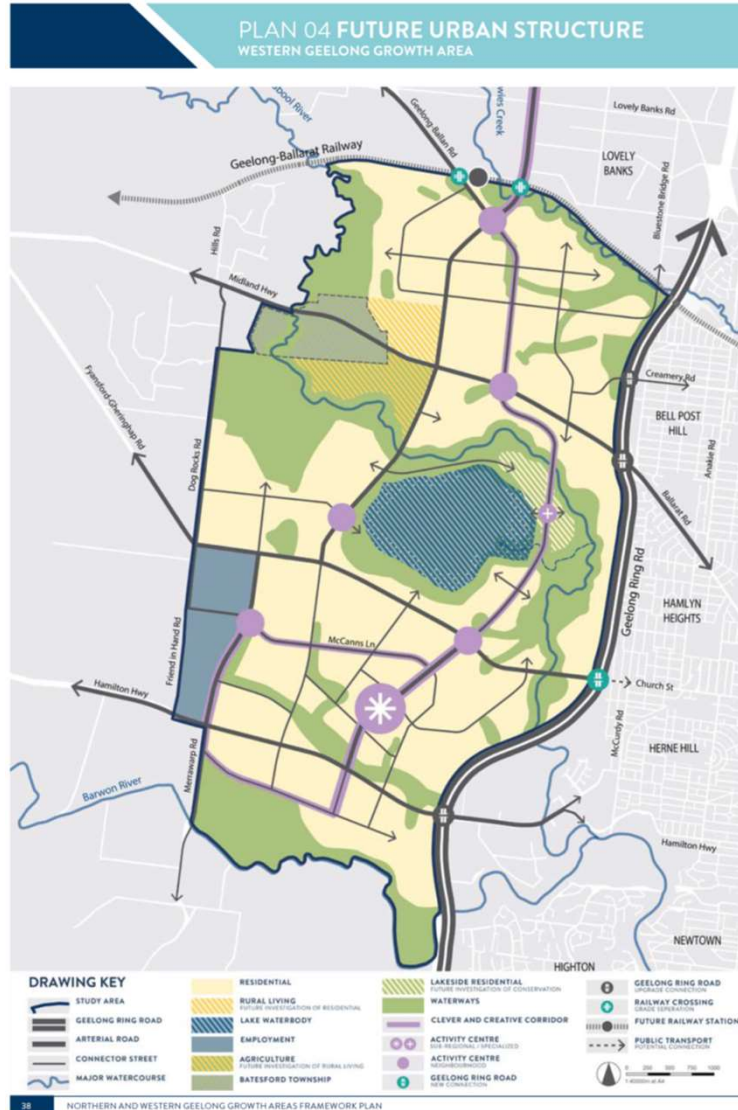 PLAN 04 FUTURE URBAN STRUCTURE
WESTERN GEELONG GROWTH AREA
Geelong-Ballan Rd
Lovely Banks Rd
Geelong-Ballarat Railway
LOVELY
BANKS
Bluestone Bridge Rd
Hills Rd
Midland Hwy
Creamery Rd
BELL POST
HILL
Fyansford-Gheringhap Rd
Dog Rocks Rd
Anakie Rd
Ballarat Rd
Geelong Ring Rd
HAMLYN
HEIGHTS
Friend in Hand Rd
McCanns Ln
Church St
Hamilton Hwy
McCurdy Rd
HERNE HILL
Merrawarp Rd
Barwon River
Hamilton Hwy
NEWTOWN
HIGHTON
DRAWING KEY
STUDY AREA
GEELONG RING ROAD
ARTERIAL ROAD
CONNECTOR STREET
MAJOR WATERCOURSE
RESIDENTIAL
RURAL LIVING
FUTURE INVESTIGATION OF RESIDENTIAL
LAKE WATERBODY
EMPLOYMENT
AGRICULTURE
FUTURE INVESTIGATION OF RURAL LIVING
BATESFORD TOWNSHIP
LAKESIDE RESIDENTIAL
FUTURE INVESTIGATION OF CONSERVATION
WATERWAYS
CLEVER AND CREATIVE CORRIDOR
ACTIVITY CENTRE
SUB-REGIONAL / SPECIALIZED
ACTIVITY CENTRE
NEIGHBOURHOOD
GEELONG RING ROAD
NEW CONNECTION
GEELONG RING ROAD
UPGRADE CONNECTION
RAILWAY CROSSING
GRADE SEPERATION
FUTURE RAILWAY STATION
PUBLIC TRANSPORT
POTENTIAL CONNECTION
0 250 500 750 1000
38 NORTHERN AND WESTERN GEELONG GROWTH AREAS FRAMEWORK PLAN